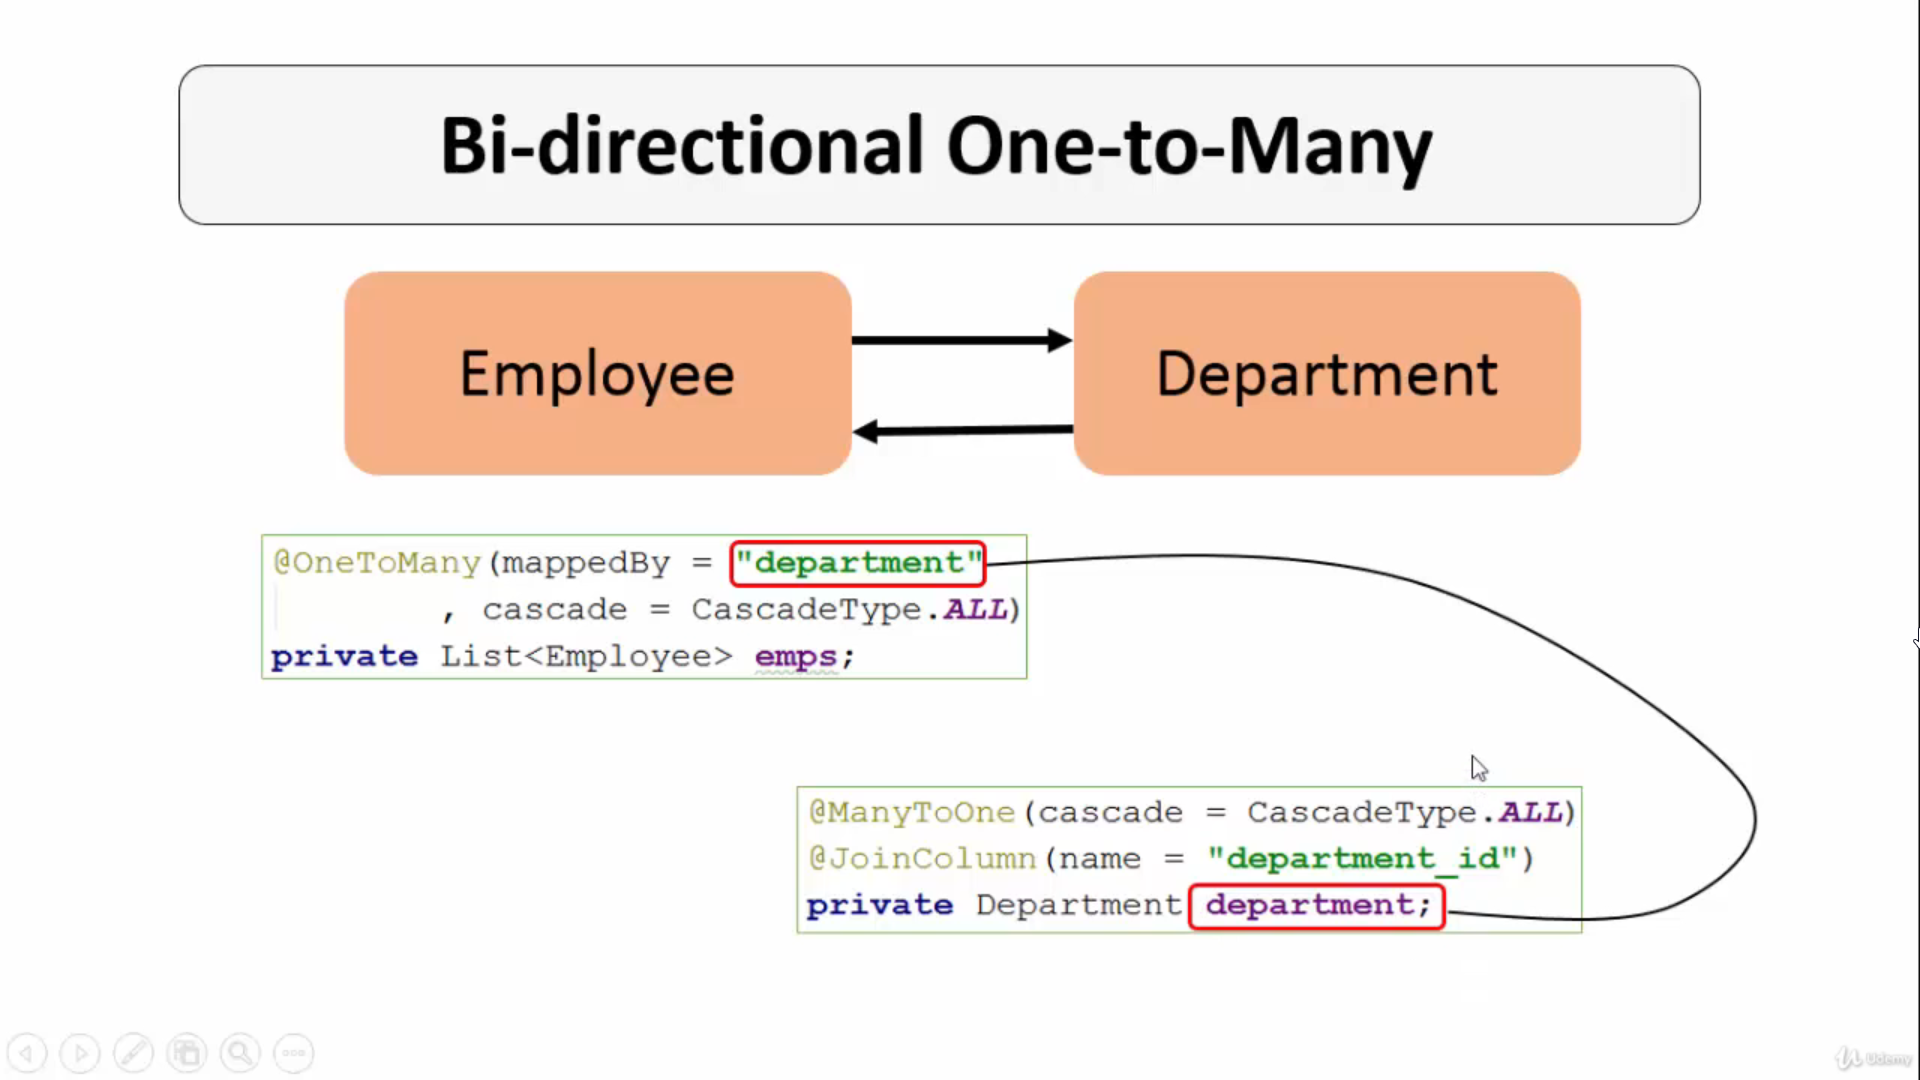 Bi-directional One-to-Many
Employee
Department
@OneToMany(mappedBy = "department"
, cascade = CascadeType.ALL)
private List<Employee> emps;
@ManyToOne(cascade = CascadeType.ALL)
@JoinColumn(name = "department_id")
private Department department;
Udemy